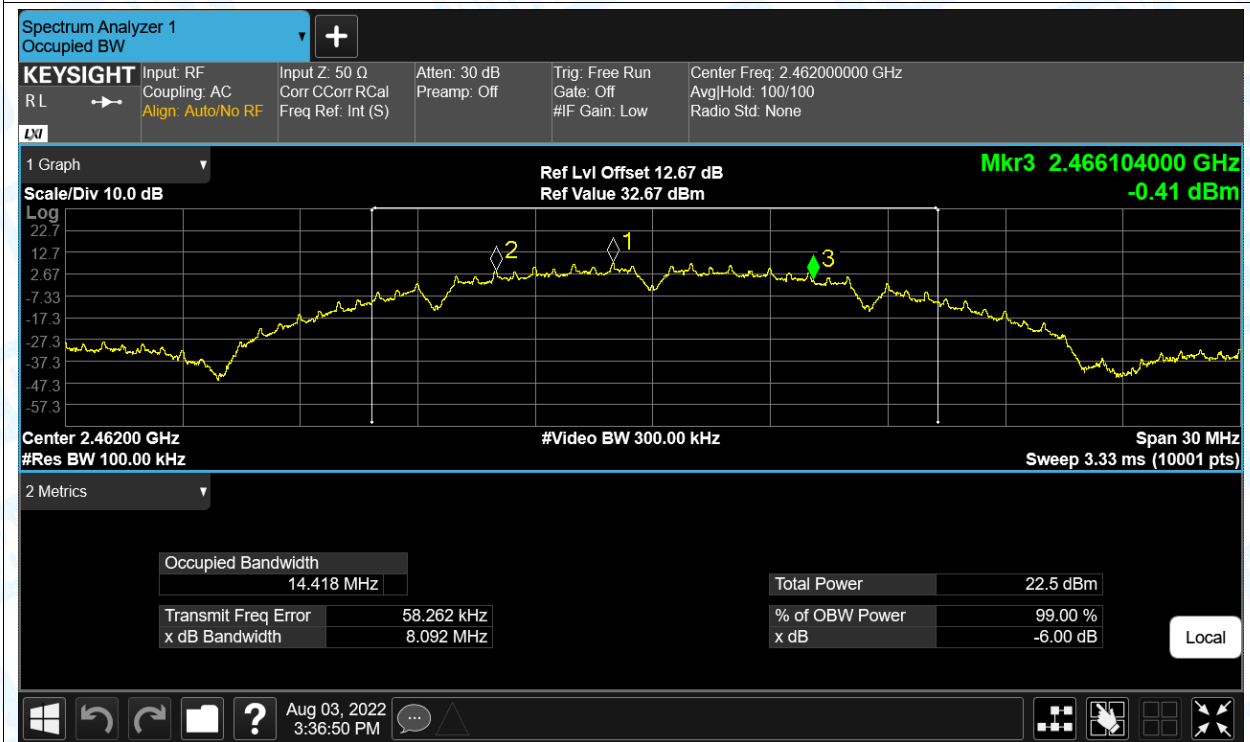 Spectrum Analyzer 1
Occupied BW
KEYSIGHT
R L
LXI
Input: RF
Coupling: AC
Align: Auto/No RF
Input Z: 50 Ω
Corr CCorr RCal
Freq Ref: Int (S)
Atten: 30 dB
Preamp: Off
Trig: Free Run
Gate: Off
#IF Gain: Low
Center Freq: 2.462000000 GHz
Avg|Hold: 100/100
Radio Std: None
1 Graph
Scale/Div 10.0 dB
Ref Lvl Offset 12.67 dB
Ref Value 32.67 dBm
Mkr3 2.466104000 GHz
-0.41 dBm
Log
22.7
12.7
2.67
-7.33
-17.3
-27.3
-37.3
-47.3
-57.3
2
1
3
Center 2.46200 GHz
#Res BW 100.00 kHz
#Video BW 300.00 kHz
Span 30 MHz
Sweep 3.33 ms (10001 pts)
2 Metrics
Occupied Bandwidth
14.418 MHz
Transmit Freq Error 58.262 kHz
x dB Bandwidth 8.092 MHz
Total Power 22.5 dBm
% of OBW Power 99.00 %
x dB -6.00 dB
Local
?
Aug 03, 2022
3:36:50 PM